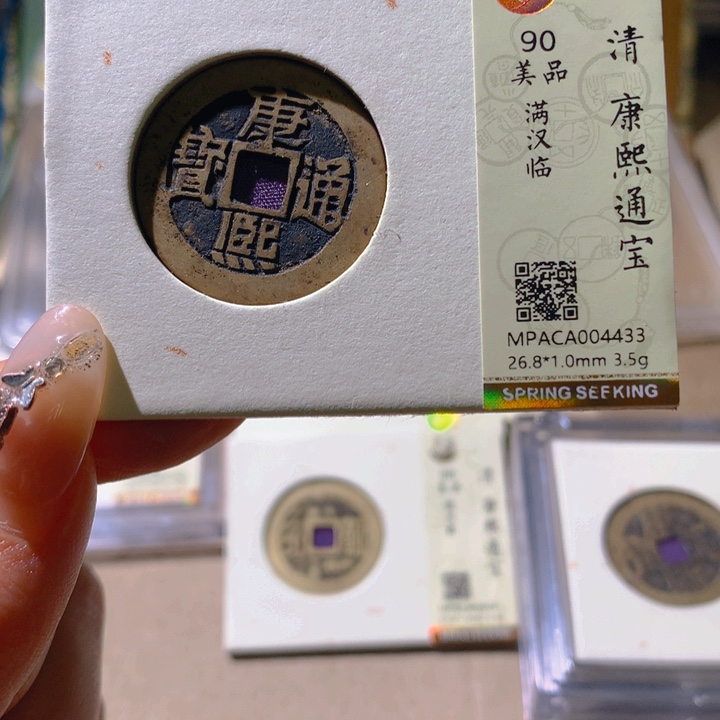 康熙通寶
90
美品
满汉临
清 康熙通宝
MPACA004433
26.8*1.0mm 3.5g
SPRING SEEKING